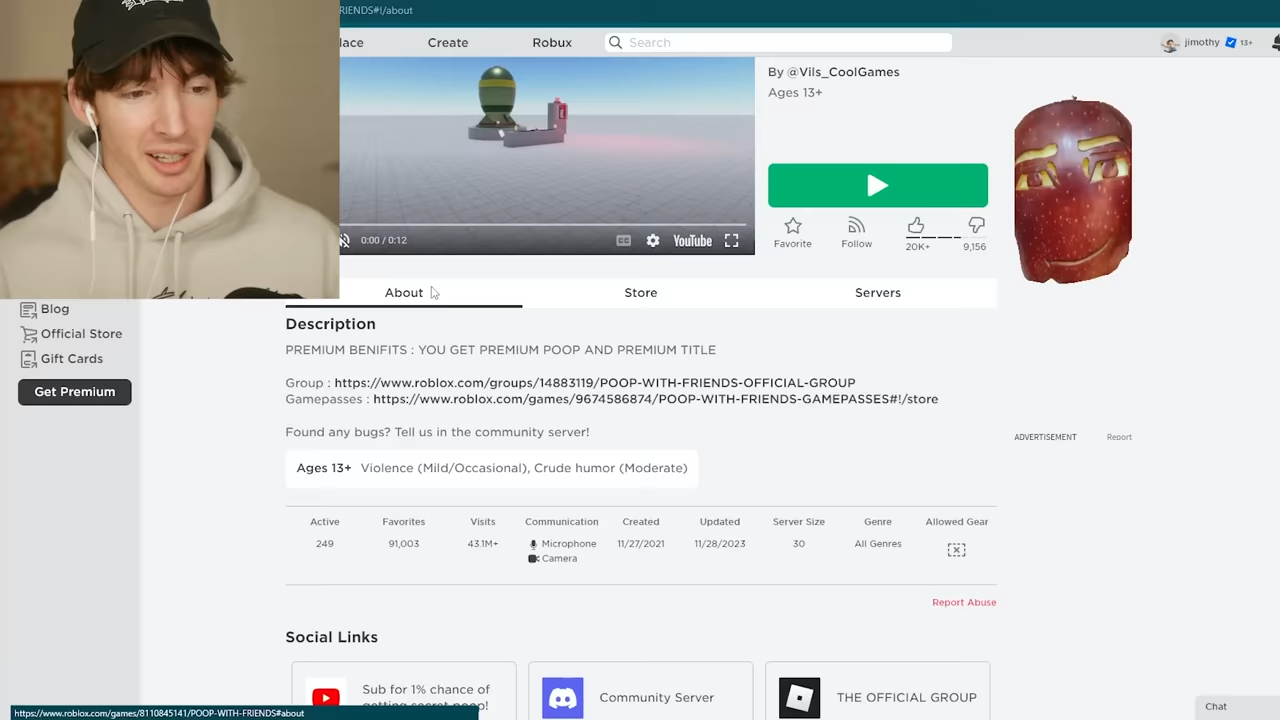 RIENDS#!/about
lace
Create
Robux
Search
jimothy
13+
By @Vils_CoolGames
Ages 13+
0:00 / 0:12
CC
YouTube
Favorite
Follow
20K+
9,156
About
Store
Servers
Blog
Official Store
Gift Cards
Get Premium
Description
PREMIUM BENIFITS : YOU GET PREMIUM POOP AND PREMIUM TITLE
Group : https://www.roblox.com/groups/14883119/POOP-WITH-FRIENDS-OFFICIAL-GROUP
Gamepasses : https://www.roblox.com/games/9674586874/POOP-WITH-FRIENDS-GAMEPASSES#!/store
Found any bugs? Tell us in the community server!
Ages 13+ Violence (Mild/Occasional), Crude humor (Moderate)
ADVERTISEMENT
Report
Active
Favorites
Visits
Communication
Created
Updated
Server Size
Genre
Allowed Gear
249
91,003
43.1M+
Microphone
Camera
11/27/2021
11/28/2023
30
All Genres
Report Abuse
Social Links
Sub for 1% chance of
getting secret poop!
Community Server
THE OFFICIAL GROUP
https://www.roblox.com/games/8110845141/POOP-WITH-FRIENDS#about
Chat